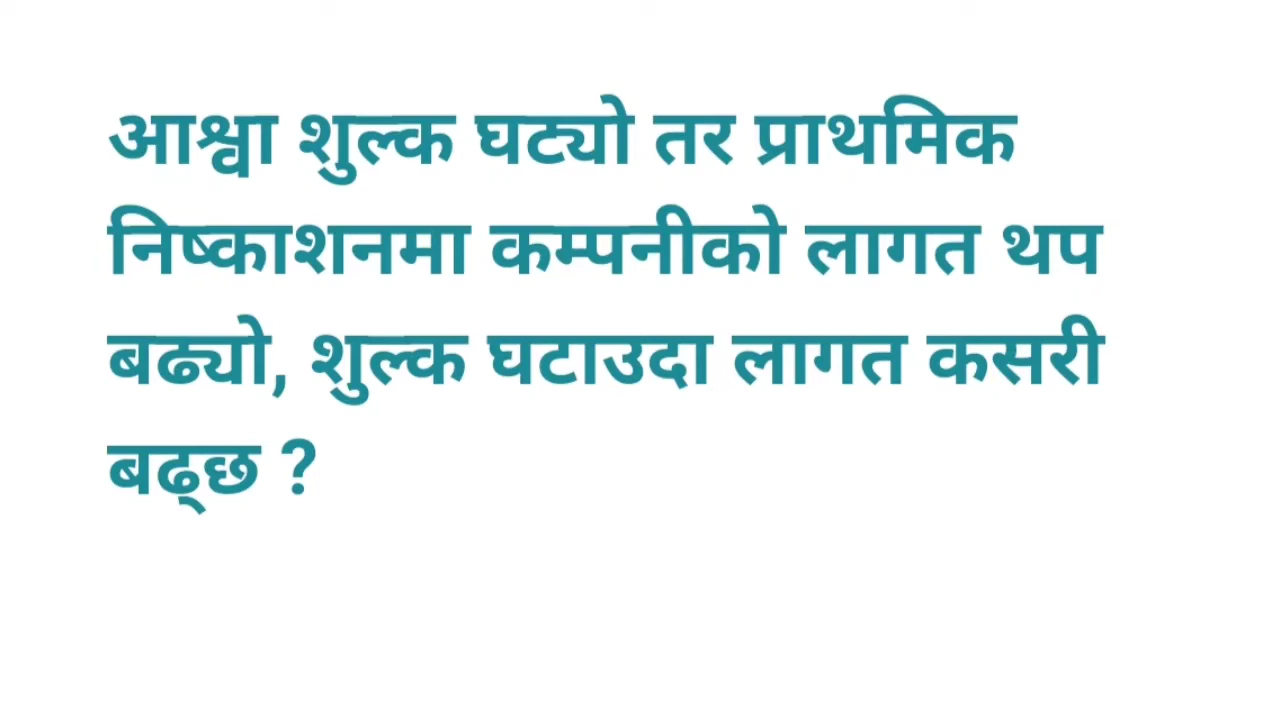 आश्वा शुल्क घट्यो तर प्राथमिक
निष्काशनमा कम्पनीको लागत थप
बढ्यो, शुल्क घटाउदा लागत कसरी
बढ्छ ?